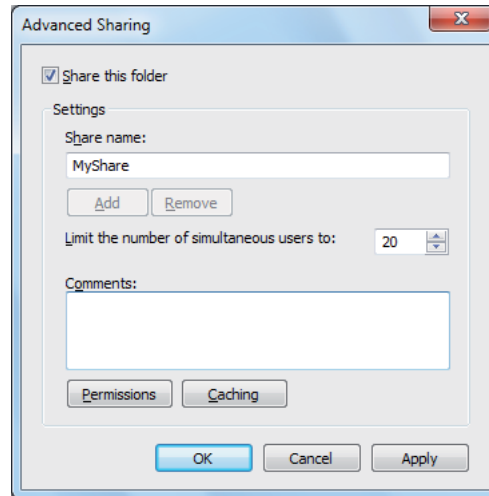 Advanced Sharing
Share this folder
Settings
Share name:
MyShare
Add Remove
Limit the number of simultaneous users to: 20
Comments:
Permissions Caching
OK Cancel Apply